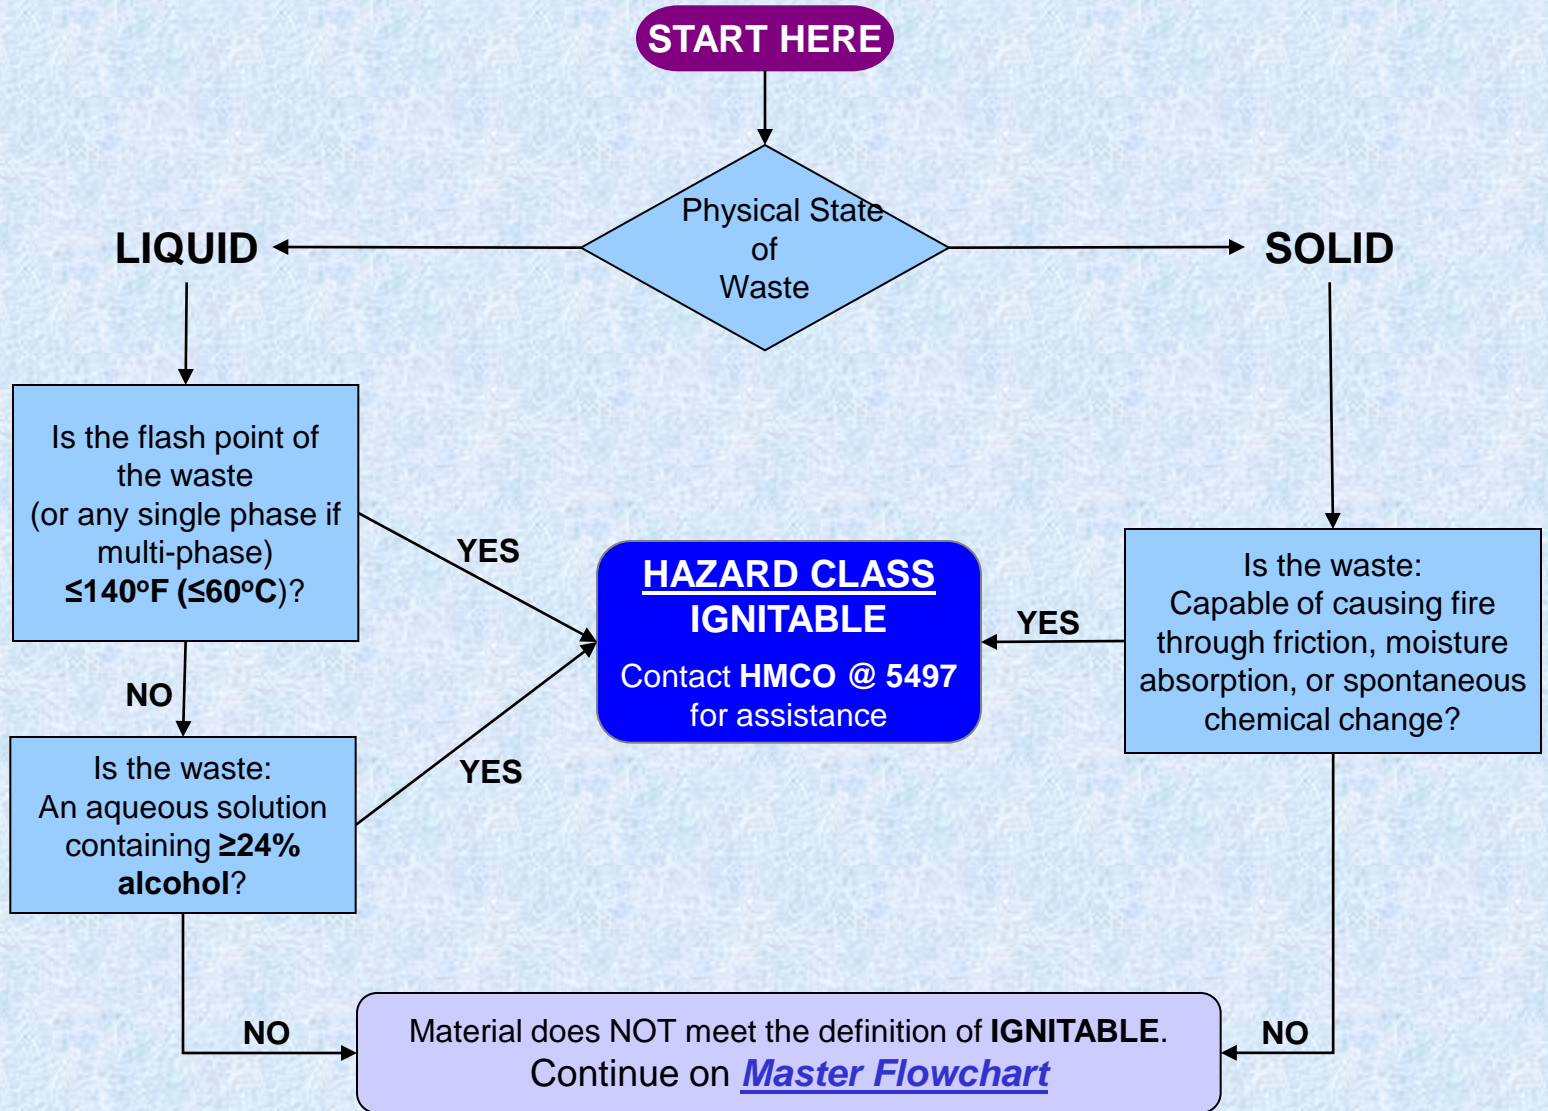 START HERE
Physical State
of
Waste
LIQUID
SOLID
Is the flash point of
the waste
(or any single phase if
multi-phase)
≤140ºF (≤60ºC)?
YES
NO
Is the waste:
An aqueous solution
containing ≥24%
alcohol?
YES
NO
HAZARD CLASS
IGNITABLE
Contact HMCO @ 5497
for assistance
YES
Is the waste:
Capable of causing fire
through friction, moisture
absorption, or spontaneous
chemical change?
NO
Material does NOT meet the definition of IGNITABLE.
Continue on Master Flowchart